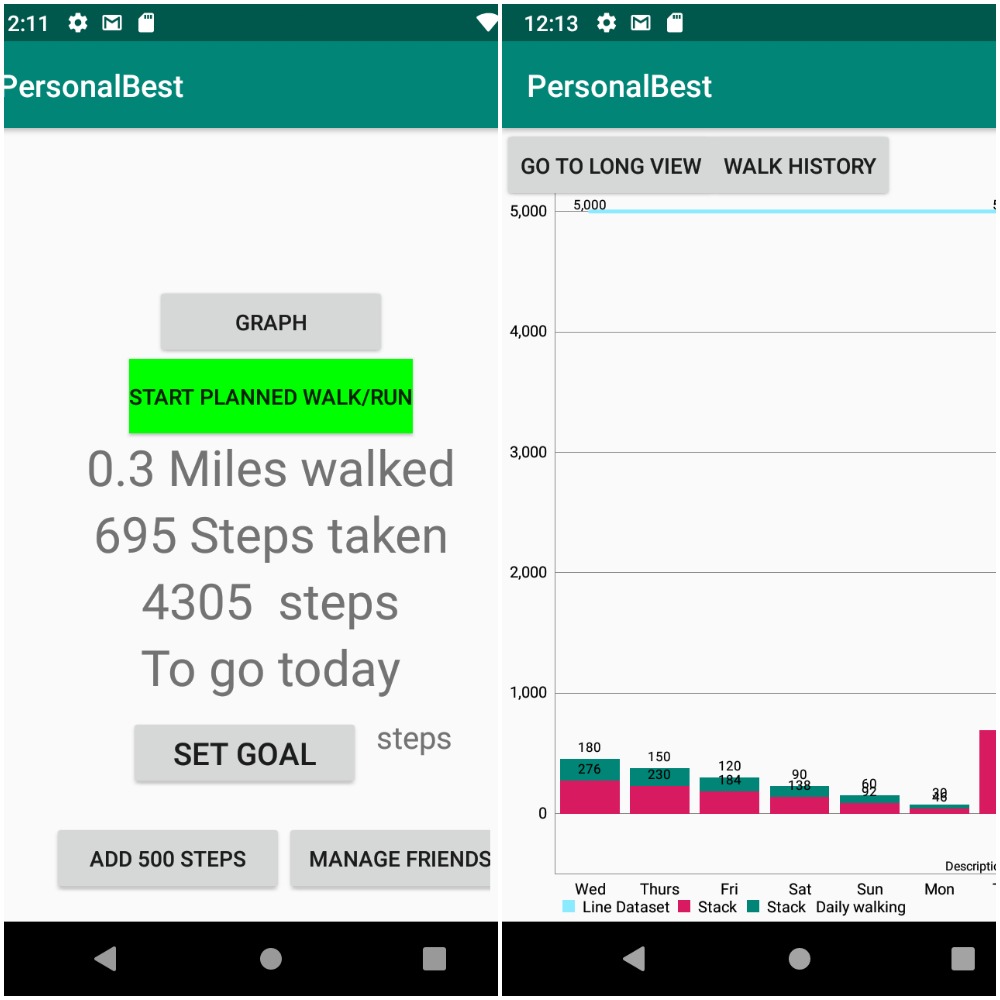 2:11
PersonalBest
GRAPH
START PLANNED WALK/RUN
0.3 Miles walked
695 Steps taken
4305 steps
To go today
SET GOAL
steps
ADD 500 STEPS
MANAGE FRIENDS
12:13
PersonalBest
GO TO LONG VIEW
WALK HISTORY
5,000
5,000
4,000
3,000
2,000
1,000
0
180
276
150
230
120
184
90
138
60
92
Descriptio
Wed Thurs Fri Sat Sun Mon T
Line Dataset Stack Stack Daily walking